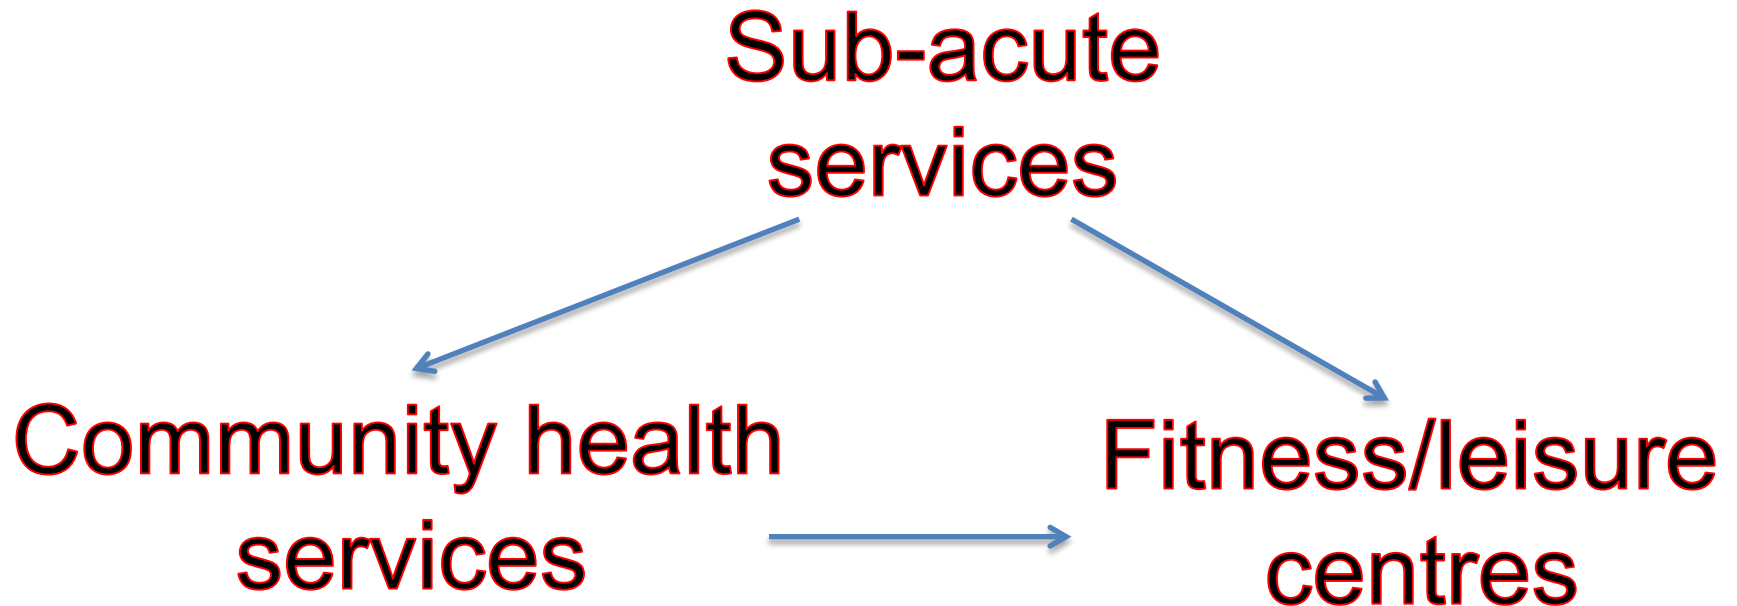 Sub-acute
services
Community health
services
Fitness/leisure
centres